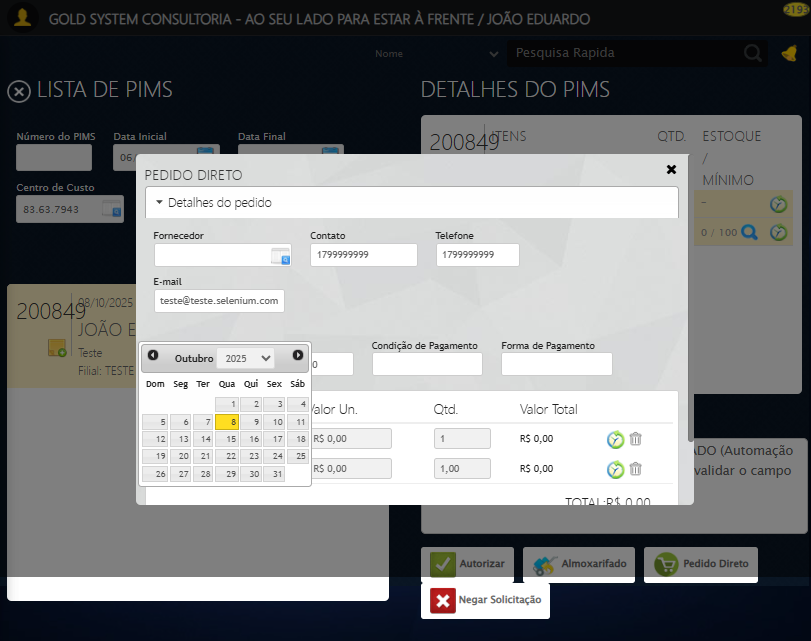 GOLD SYSTEM CONSULTORIA - AO SEU LADO PARA ESTAR À FRENTE / JOÃO EDUARDO
2193
Nome
Pesquisa Rapida
LISTA DE PIMS
Número do PIMS
Data Inicial
Data Final
06
Centro de Custo
83.63.7943
200849
08/10/2025
JOÃO E
Teste
Filial: TESTE
DETALHES DO PIMS
200849
ITENS
QTD.
ESTOQUE
/
MÍNIMO
-
0 / 100
PEDIDO DIRETO
Detalhes do pedido
Fornecedor
Contato
Telefone
1799999999
1799999999
E-mail
teste@teste.selenium.com
Condição de Pagamento
Forma de Pagamento
0
Outubro
2025
Dom Seg Ter Qua Qui Sex Sáb
1 2 3 4
5 6 7 8 9 10 11
12 13 14 15 16 17 18
19 20 21 22 23 24 25
26 27 28 29 30 31
Valor Un.
Qtd.
Valor Total
R$ 0,00
1
R$ 0,00
R$ 0,00
1,00
R$ 0,00
TOTAL:R$ 0,00
ADO (Automação
validar o campo
Autorizar
Almoxarifado
Pedido Direto
Negar Solicitação